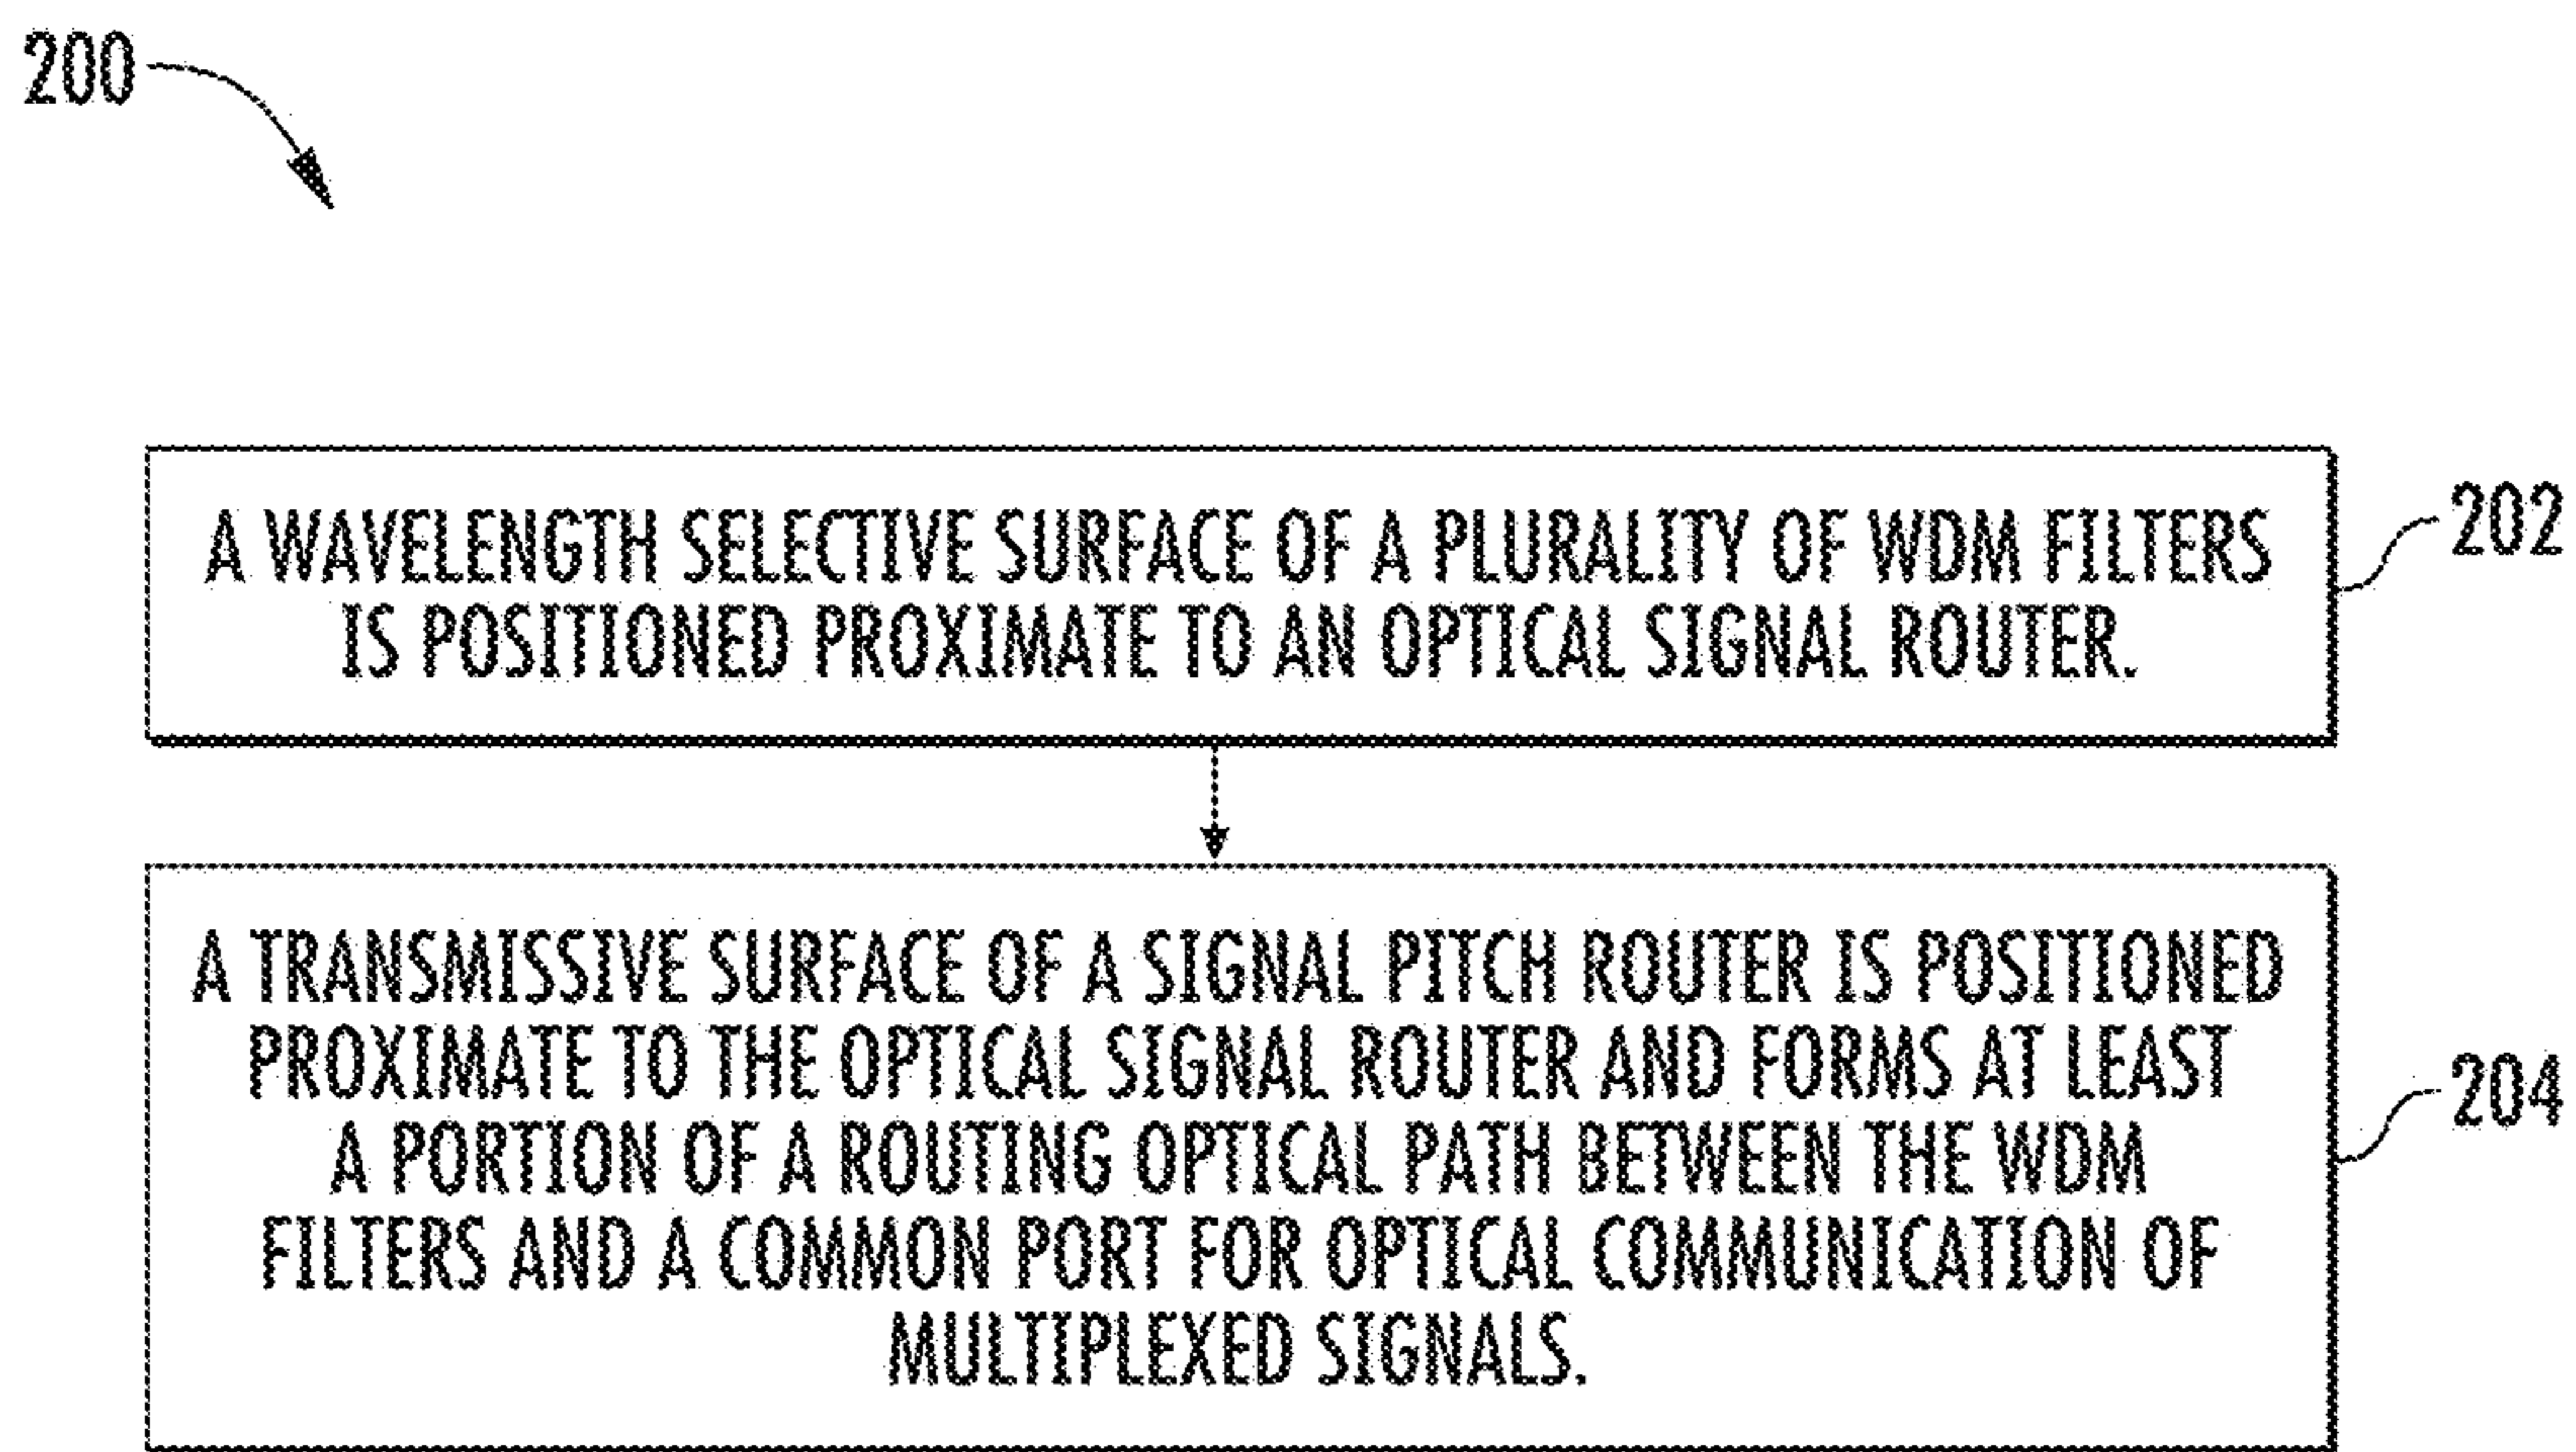 200
A WAVELENGTH SELECTIVE SURFACE OF A PLURALITY OF WDM FILTERS
IS POSITIONED PROXIMATE TO AN OPTICAL SIGNAL ROUTER.
202
A TRANSMISSIVE SURFACE OF A SIGNAL PITCH ROUTER IS POSITIONED
PROXIMATE TO THE OPTICAL SIGNAL ROUTER AND FORMS AT LEAST
A PORTION OF A ROUTING OPTICAL PATH BETWEEN THE WDM
FILTERS AND A COMMON PORT FOR OPTICAL COMMUNICATION OF
MULTIPLEXED SIGNALS.
204